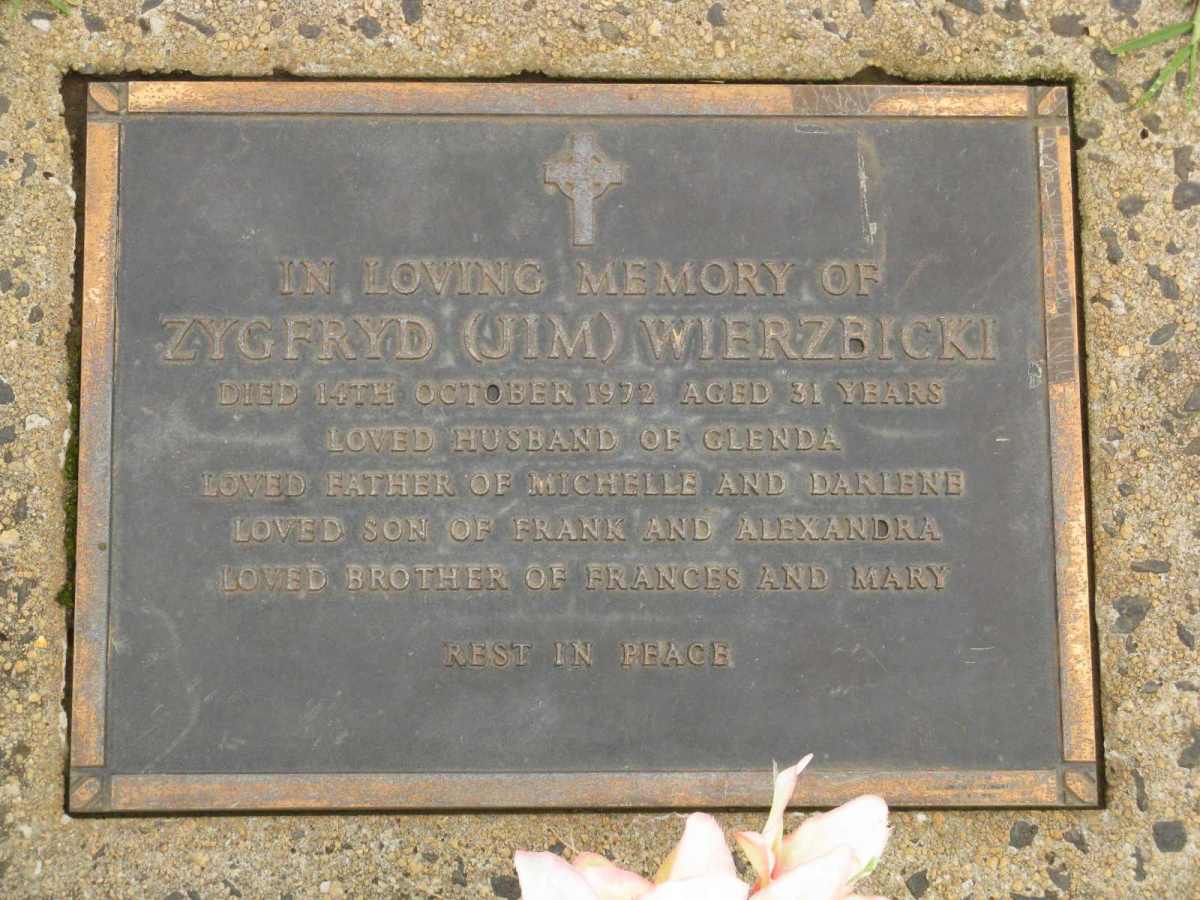 IN LOVING MEMORY OF
ZYGFRYD (JIM) WIERZBICKI
DIED 14TH OCTOBER 1972 AGED 31 YEARS
LOVED HUSBAND OF GLENDA
LOVED FATHER OF MICHELLE AND DARLENE
LOVED SON OF FRANK AND ALEXANDRA
LOVED BROTHER OF FRANCES AND MARY
REST IN PEACE